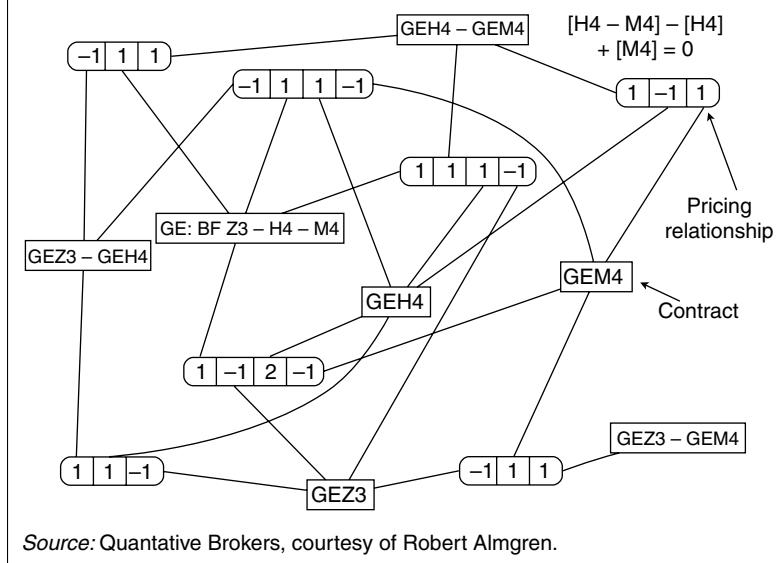 GEH4 – GEM4
[H4 – M4] – [H4]
+ [M4] = 0
–1 1 1
–1 1 1 –1
1 –1 1
1 1 1 –1
Pricing
relationship
GE: BF Z3 – H4 – M4
GEZ3 – GEH4
GEM4
GEH4
Contract
1 –1 2 –1
GEZ3 – GEM4
1 1 –1
–1 1 1
GEZ3
Source: Quantative Brokers, courtesy of Robert Almgren.